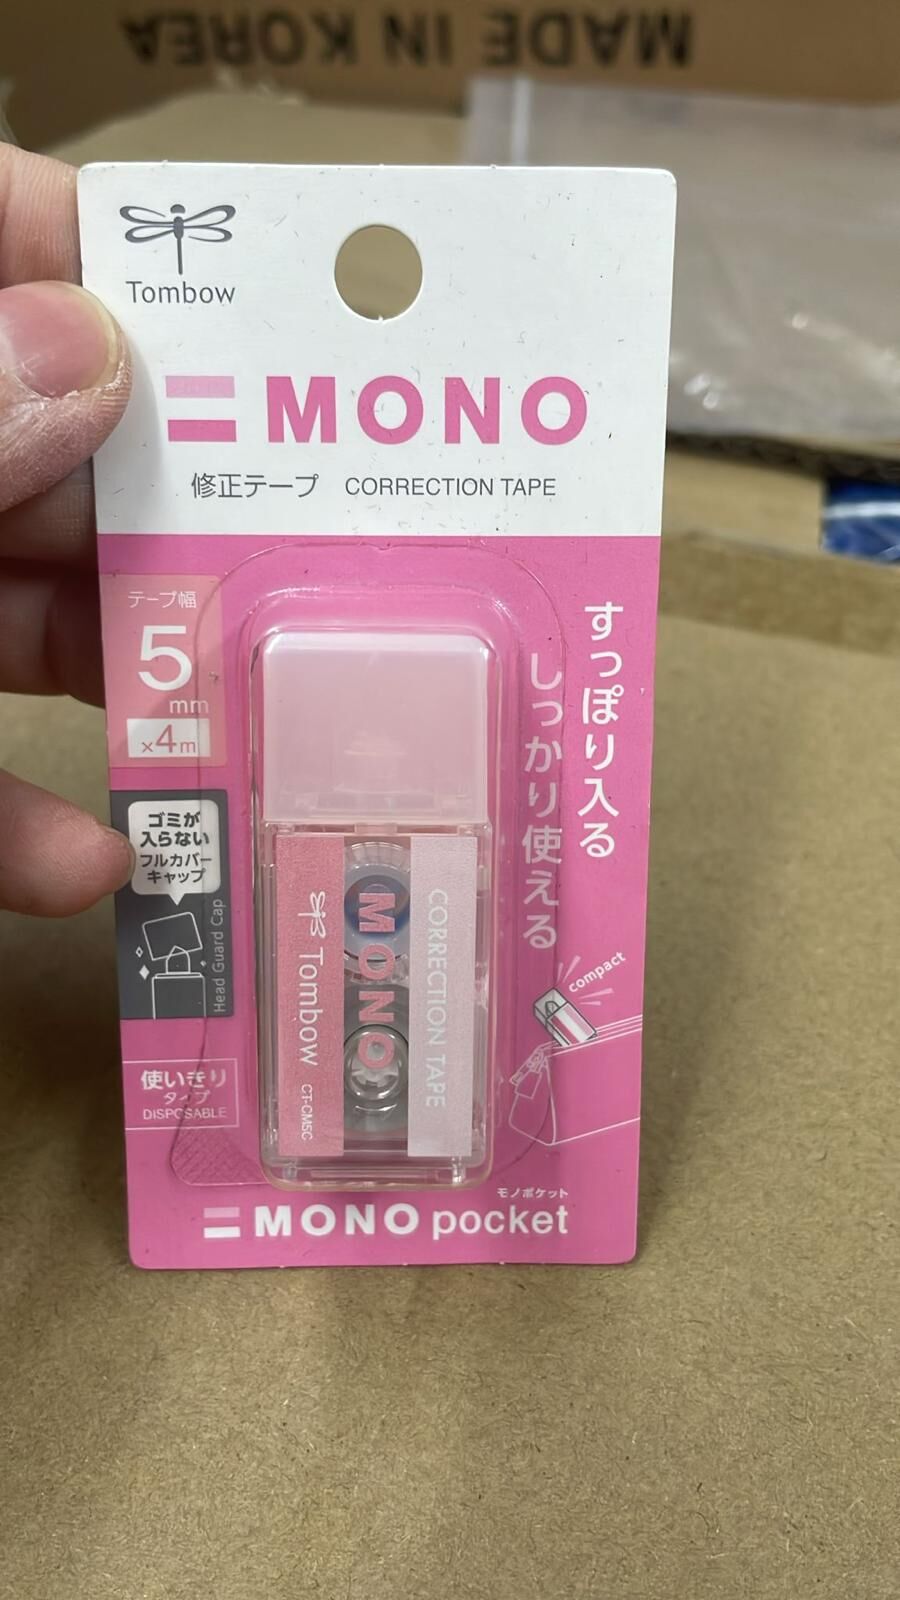 MADE IN KOREA
Tombow
MONO
修正テープ CORRECTION TAPE
テープ幅
5
mm
×4m
すっぽり入る
しっかり使える
ゴミが
入らない
フルカバー
キャップ
Head Guard Cap
compact
使いきり
タイプ
DISPOSABLE
Tombow CT-CM5C
MONO
CORRECTION TAPE
モノポケット
MONO pocket